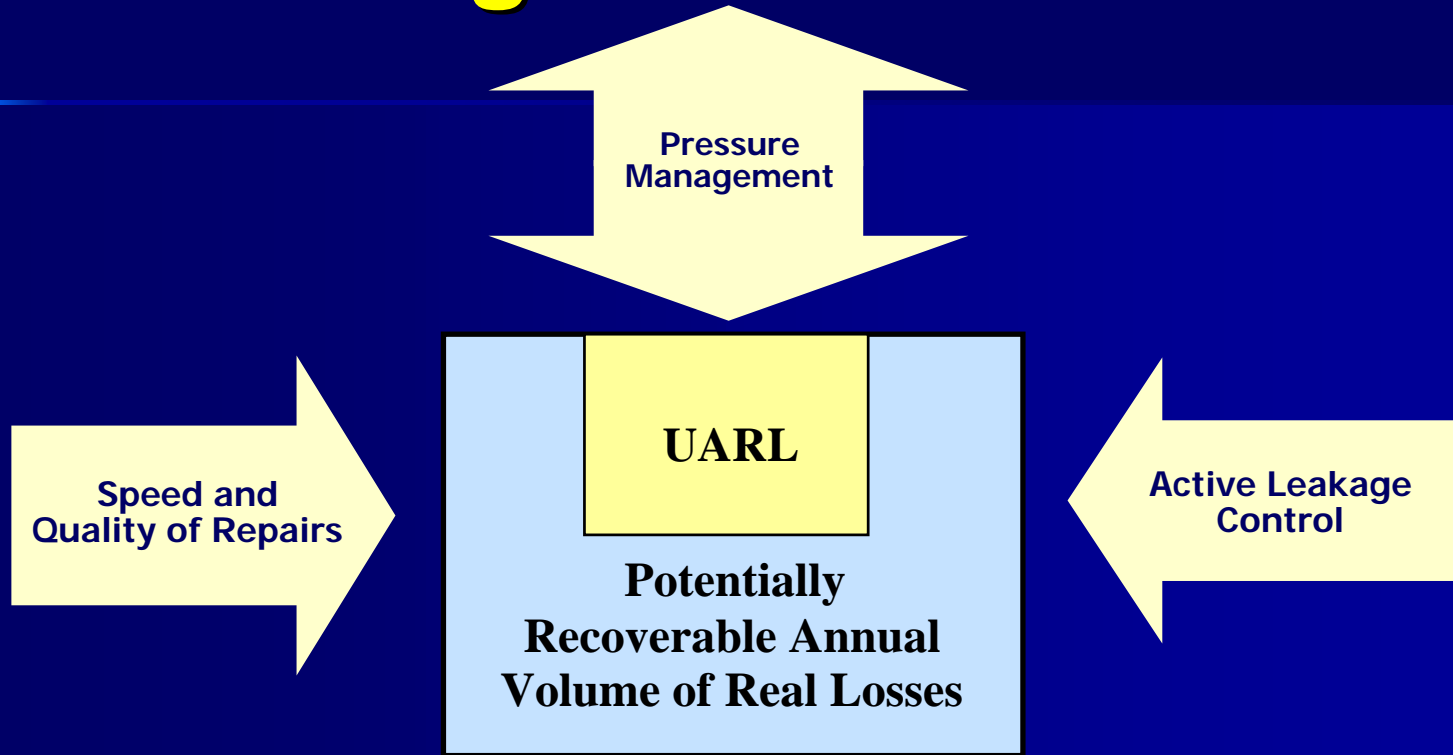 Pressure
Management
UARL
Speed and
Quality of Repairs
Active Leakage
Control
Potentially
Recoverable Annual
Volume of Real Losses